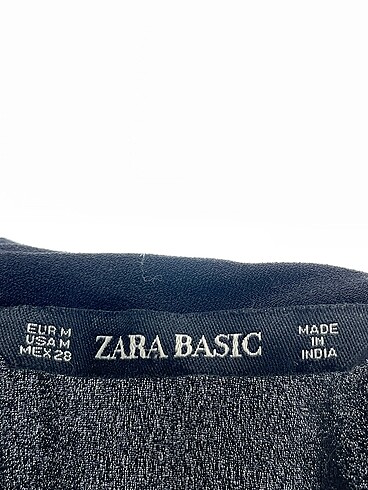 EUR M
USA M
MEX 28
ZARA BASIC
MADE
IN
INDIA